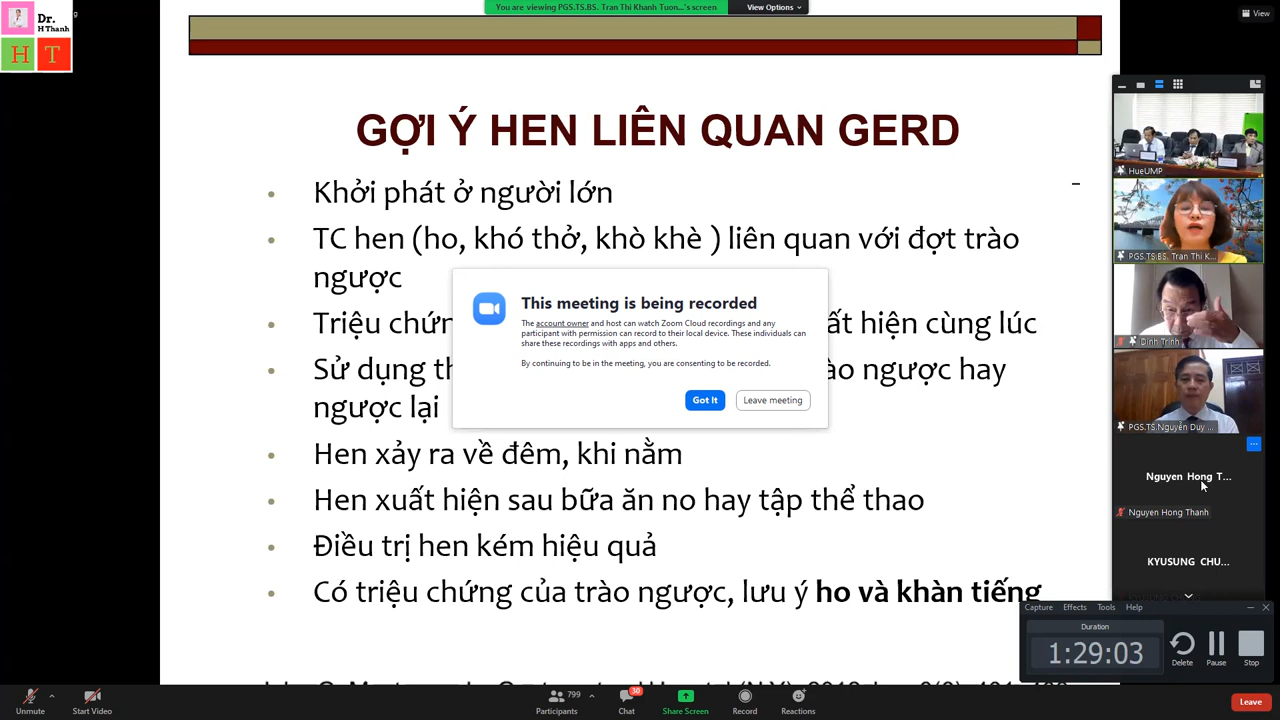 Dr.
H Thanh
H T
You are viewing PGS.TS.BS. Tran Thi Khanh Tuon...'s screen
View Options
View
GỢI Ý HEN LIÊN QUAN GERD
Khởi phát ở người lớn
TC hen (ho, khó thở, khò khè ) liên quan với đợt trào
ngược
Triệu chứn
ất hiện cùng lúc
Sử dụng th
ào ngược hay
ngược lại
Hen xảy ra về đêm, khi nằm
Hen xuất hiện sau bữa ăn no hay tập thể thao
Điều trị hen kém hiệu quả
Có triệu chứng của trào ngược, lưu ý ho và khàn tiếng
This meeting is being recorded
The account owner and host can watch Zoom Cloud recordings and any
participant with permission can record to their local device. These individuals can
share these recordings with apps and others.
By continuing to be in the meeting, you are consenting to be recorded.
Got It
Leave meeting
HueUMP
PGS.TS.BS. Tran Thi K...
Dinh Trinh
PGS.TS.Nguyễn Duy ...
Nguyen Hong T...
Nguyen Hong Thanh
KYUSUNG CHU...
Capture Effects Tools Help
Duration
1:29:03
Delete Pause Stop
Unmute
Start Video
799
Participants
30
Chat
Share Screen
Record
Reactions
Leave